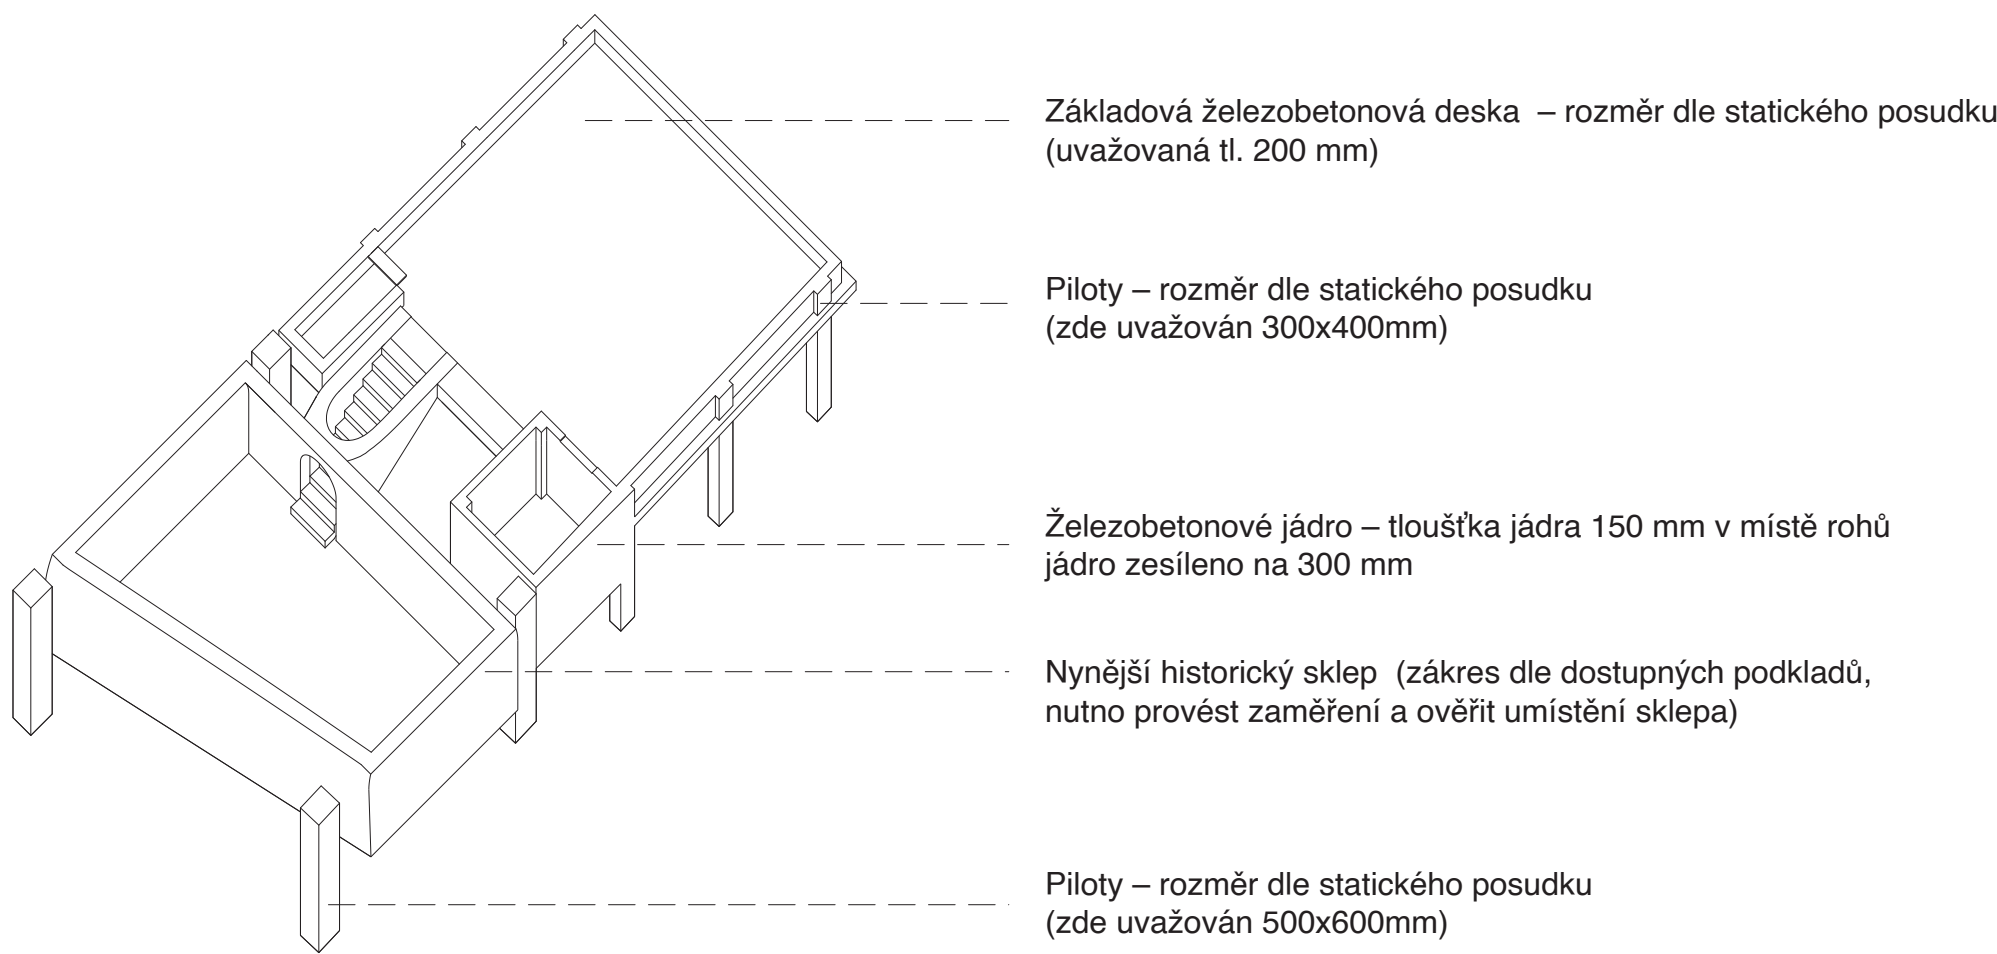 Základová železobetonová deska – rozměr dle statického posudku
(uvažovaná tl. 200 mm)
Piloty – rozměr dle statického posudku
(zde uvažován 300x400mm)
Železobetonové jádro – tloušťka jádra 150 mm v místě rohů
jádro zesíleno na 300 mm
Nynější historický sklep (zákres dle dostupných podkladů,
nutno provést zaměření a ověřit umístění sklepa)
Piloty – rozměr dle statického posudku
(zde uvažován 500x600mm)